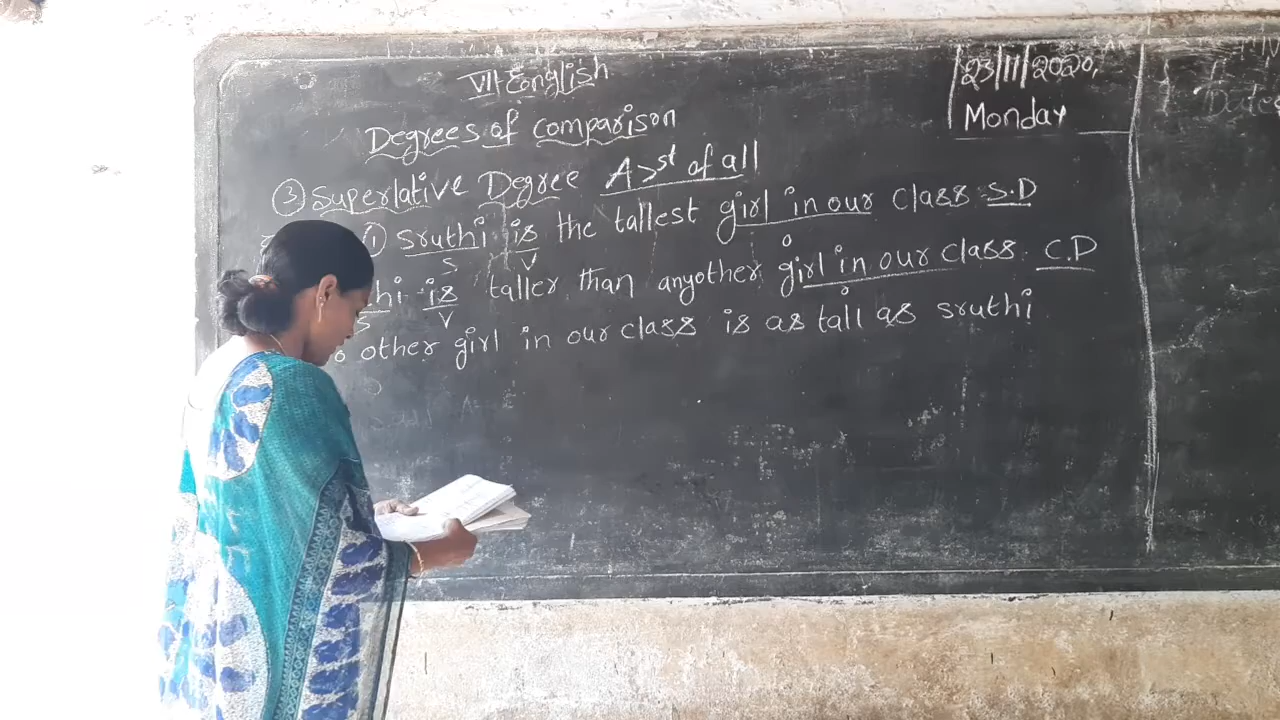 VII English
23/11/2020,
Monday
Degrees of comparison
③ Superlative Degree A > st of all
① Sruthi is the tallest girl in our class S.D
S V O
thi is taller than anyother girl in our class C.D
S V O
o other girl in our class is as tall as sruthi
Date